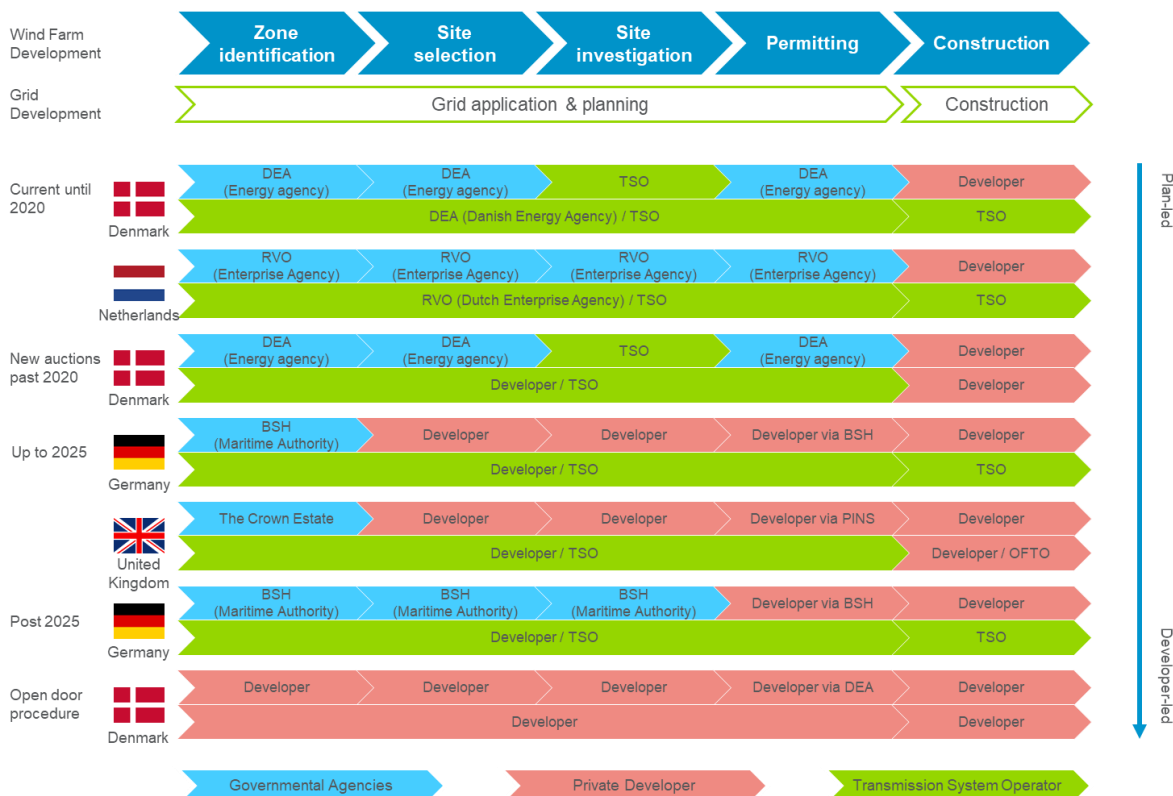 Wind Farm
Development
Zone
identification
Site
selection
Site
investigation
Permitting
Construction
Grid
Development
Grid application & planning
Construction
Current until
2020
Denmark
DEA
(Energy agency)
DEA
(Energy agency)
TSO
DEA
(Energy agency)
Developer
DEA (Danish Energy Agency) / TSO
TSO
Plan-led
Netherlands
RVO
(Enterprise Agency)
RVO
(Enterprise Agency)
RVO
(Enterprise Agency)
RVO
(Enterprise Agency)
Developer
RVO (Dutch Enterprise Agency) / TSO
TSO
New auctions
past 2020
Denmark
DEA
(Energy agency)
DEA
(Energy agency)
TSO
DEA
(Energy agency)
Developer
Developer / TSO
Developer
Up to 2025
Germany
BSH
(Maritime Authority)
Developer
Developer
Developer via BSH
Developer
Developer / TSO
TSO
United
Kingdom
The Crown Estate
Developer
Developer
Developer via PINS
Developer
Developer / TSO
Developer / OFTO
Post 2025
Germany
BSH
(Maritime Authority)
BSH
(Maritime Authority)
BSH
(Maritime Authority)
Developer via BSH
Developer
Developer / TSO
TSO
Open door
procedure
Denmark
Developer
Developer
Developer
Developer via DEA
Developer
Developer
Developer
Developer-led
Governmental Agencies
Private Developer
Transmission System Operator